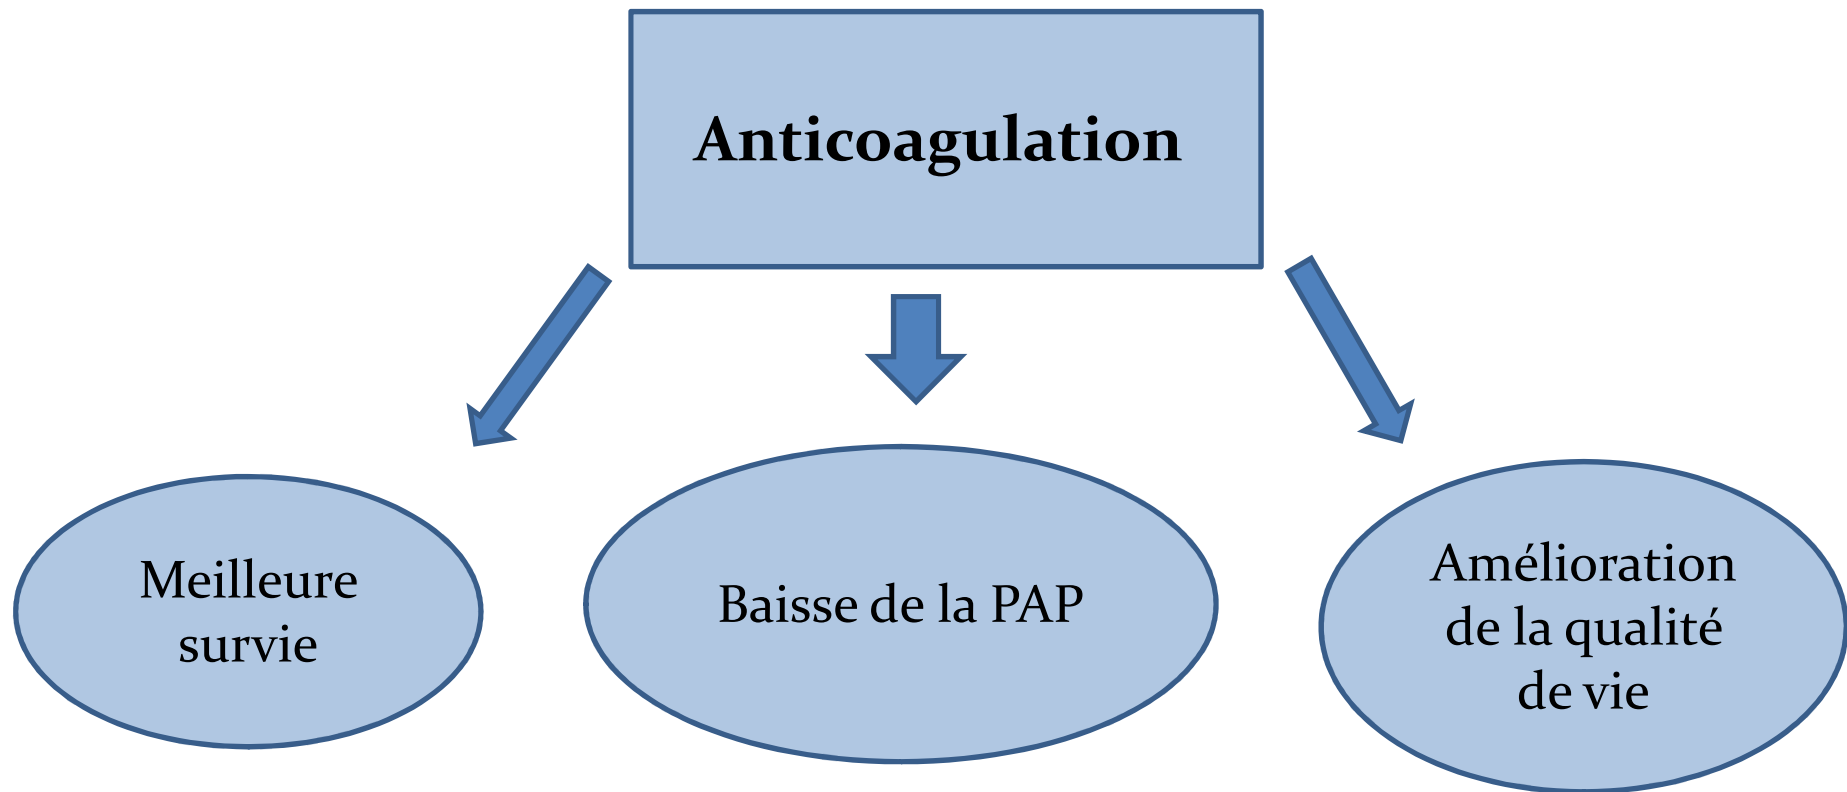 Anticoagulation
Meilleure
survie
Baisse de la PAP
Amélioration
de la qualité
de vie